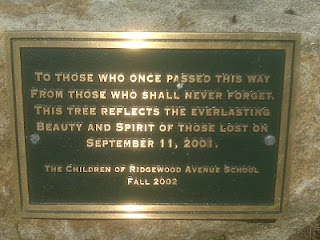 To those who once passed this way
From those who shall never forget.
This tree reflects the everlasting
Beauty and Spirit of those lost on
September 11, 2001.
The Children of Ridgewood Avenue School
Fall 2002